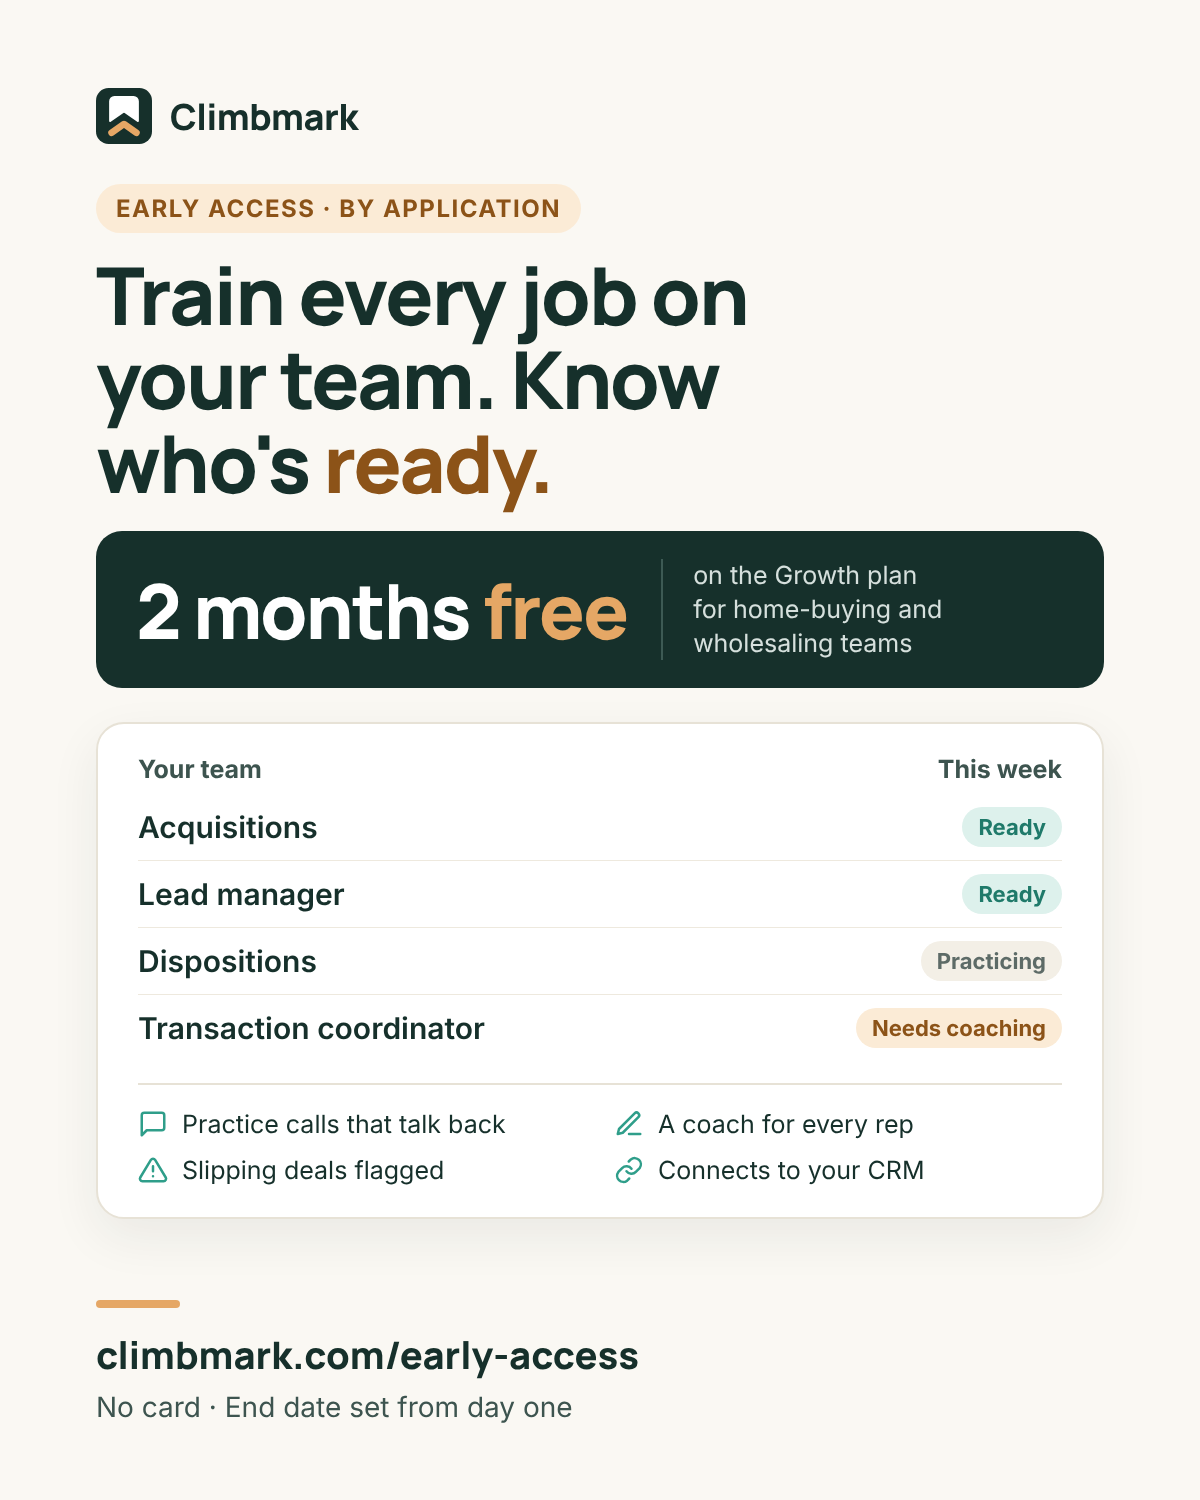 Climbmark
EARLY ACCESS · BY APPLICATION
Train every job on
your team. Know
who's ready.
2 months free
on the Growth plan
for home-buying and
wholesaling teams
Your team This week
Acquisitions Ready
Lead manager Ready
Dispositions Practicing
Transaction coordinator Needs coaching
Practice calls that talk back A coach for every rep
Slipping deals flagged Connects to your CRM
climbmark.com/early-access
No card · End date set from day one